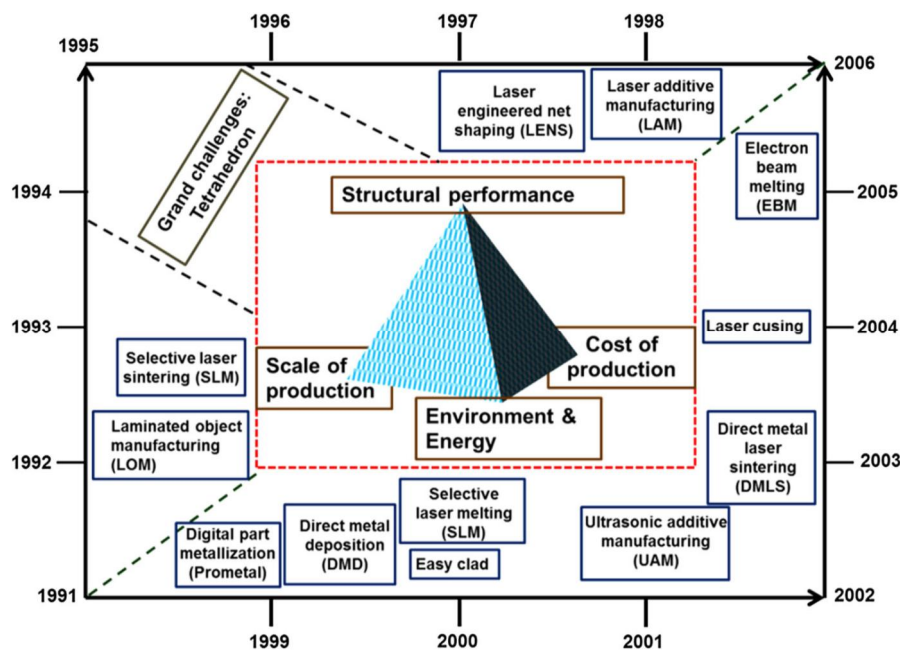 1996
1997
1998
1995
2006
Grand challenges:
Tetrahedron
Laser
engineered net
shaping (LENS)
Laser additive
manufacturing
(LAM)
Electron
beam
melting
(EBM
1994
2005
Structural performance
1993
2004
Laser cusing
Selective laser
sintering (SLM)
Scale of
production
Cost of
production
Environment &
Energy
Laminated object
manufacturing
(LOM)
1992
2003
Direct metal
laser
sintering
(DMLS)
Digital part
metallization
(Prometal)
Direct metal
deposition
(DMD)
Selective
laser melting
(SLM)
Easy clad
Ultrasonic additive
manufacturing
(UAM)
1991
2002
1999
2000
2001